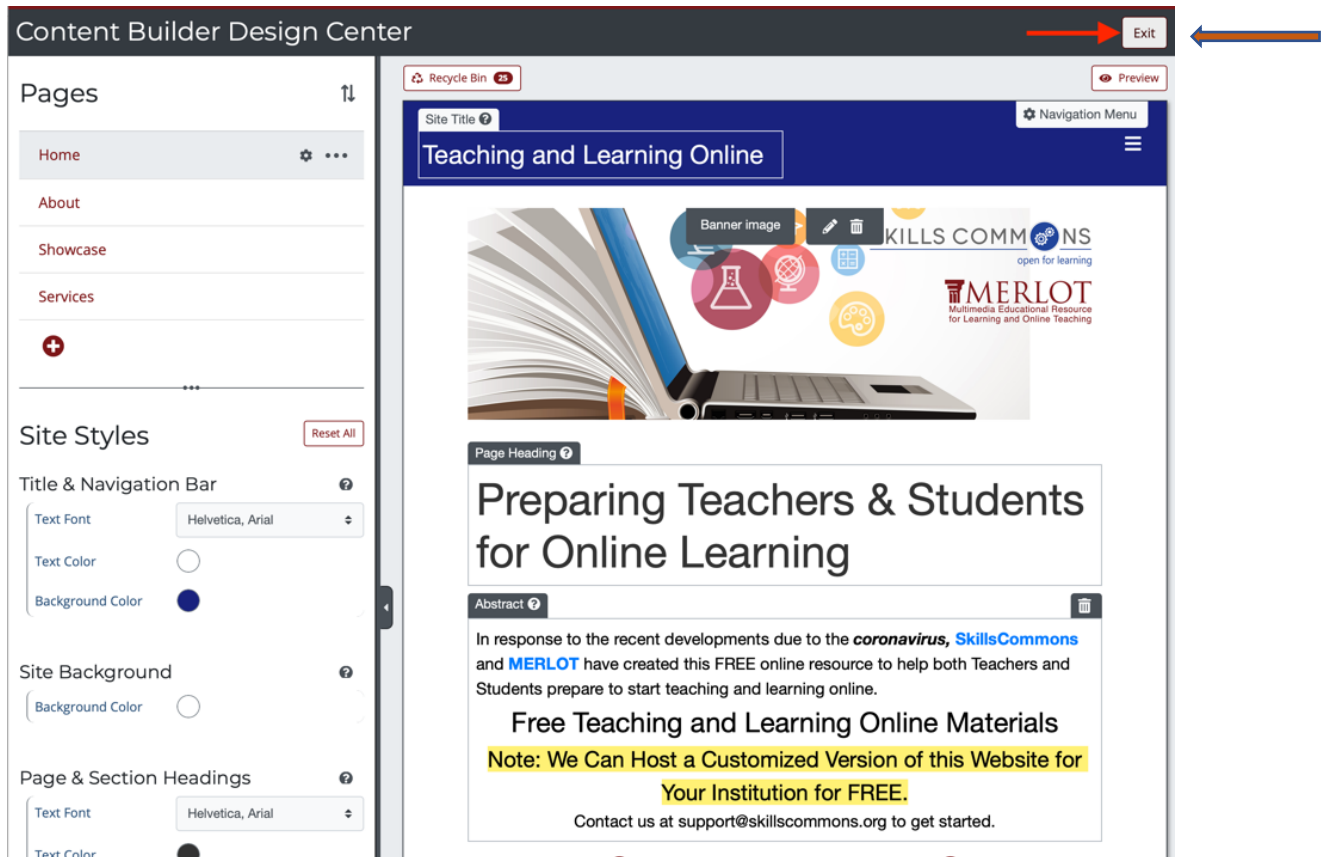 Content Builder Design Center
Exit
Pages
Home
About
Showcase
Services
Site Styles
Reset All
Title & Navigation Bar
Text Font
Helvetica, Arial
Text Color
Background Color
Site Background
Background Color
Page & Section Headings
Text Font
Helvetica, Arial
Text Color
Recycle Bin 25
Preview
Site Title
Navigation Menu
Teaching and Learning Online
Banner image
KILLS COMMONS
open for learning
MERLOT
Multimedia Educational Resource
for Learning and Online Teaching
Page Heading
Preparing Teachers & Students
for Online Learning
Abstract
In response to the recent developments due to the coronavirus, SkillsCommons
and MERLOT have created this FREE online resource to help both Teachers and
Students prepare to start teaching and learning online.
Free Teaching and Learning Online Materials
Note: We Can Host a Customized Version of this Website for
Your Institution for FREE.
Contact us at support@skillscommons.org to get started.